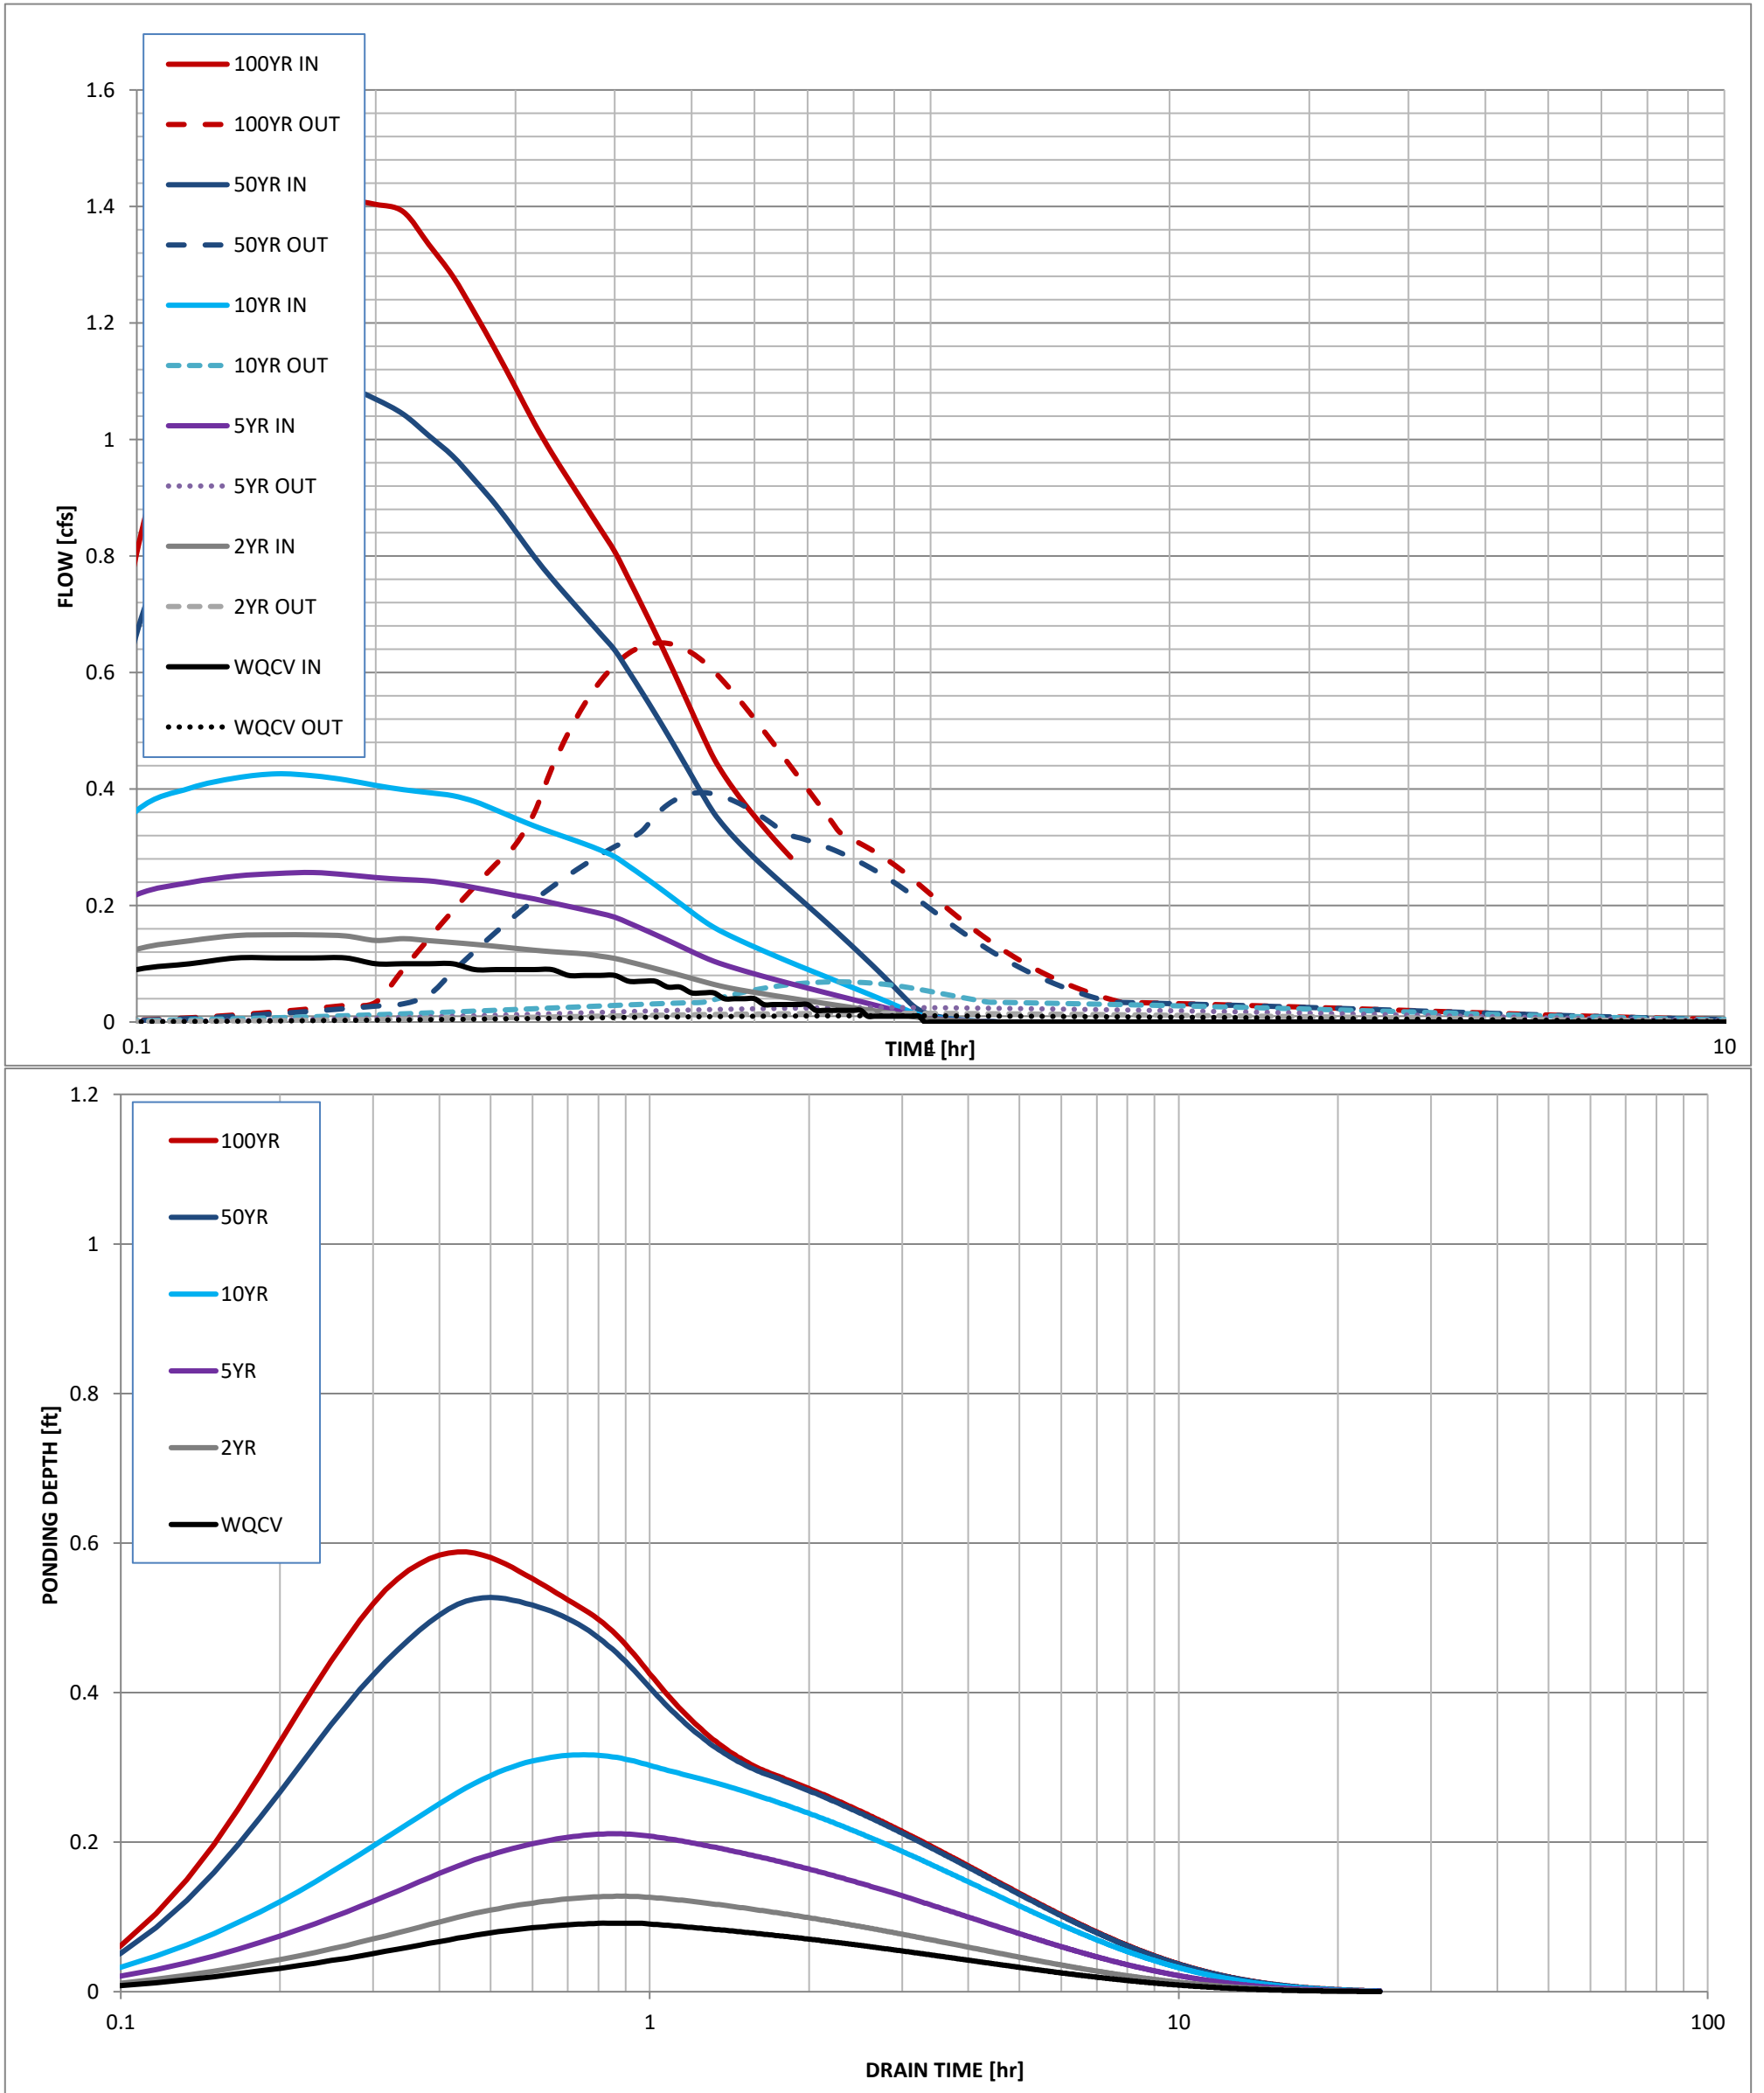 100YR IN
100YR OUT
50YR IN
50YR OUT
10YR IN
10YR OUT
5YR IN
5YR OUT
2YR IN
2YR OUT
WQCV IN
WQCV OUT
FLOW [cfs]
1.6
1.4
1.2
1
0.8
0.6
0.4
0.2
0
0.1
1
10
TIME [hr]
100YR
50YR
10YR
5YR
2YR
WQCV
PONDING DEPTH [ft]
1.2
1
0.8
0.6
0.4
0.2
0
0.1
1
10
100
DRAIN TIME [hr]